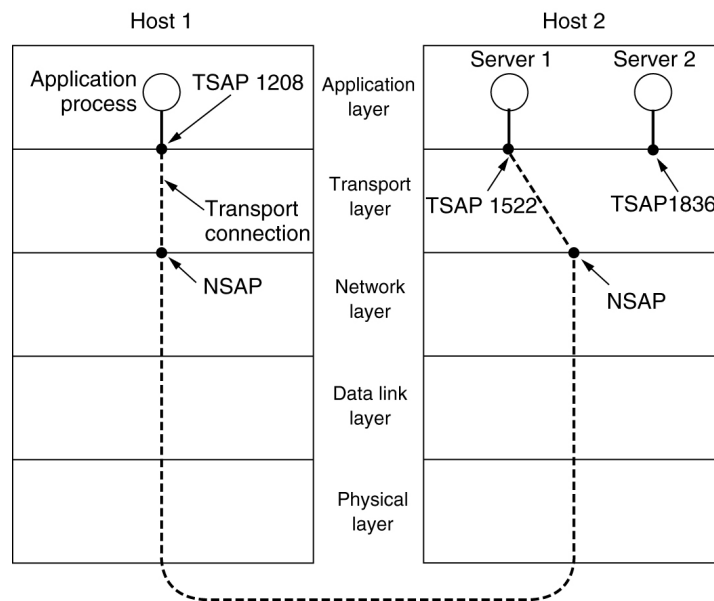 Host 1
Host 2
Application
process
TSAP 1208
Application
layer
Server 1
Server 2
Transport
connection
Transport
layer
TSAP 1522
TSAP1836
NSAP
Network
layer
NSAP
Data link
layer
Physical
layer